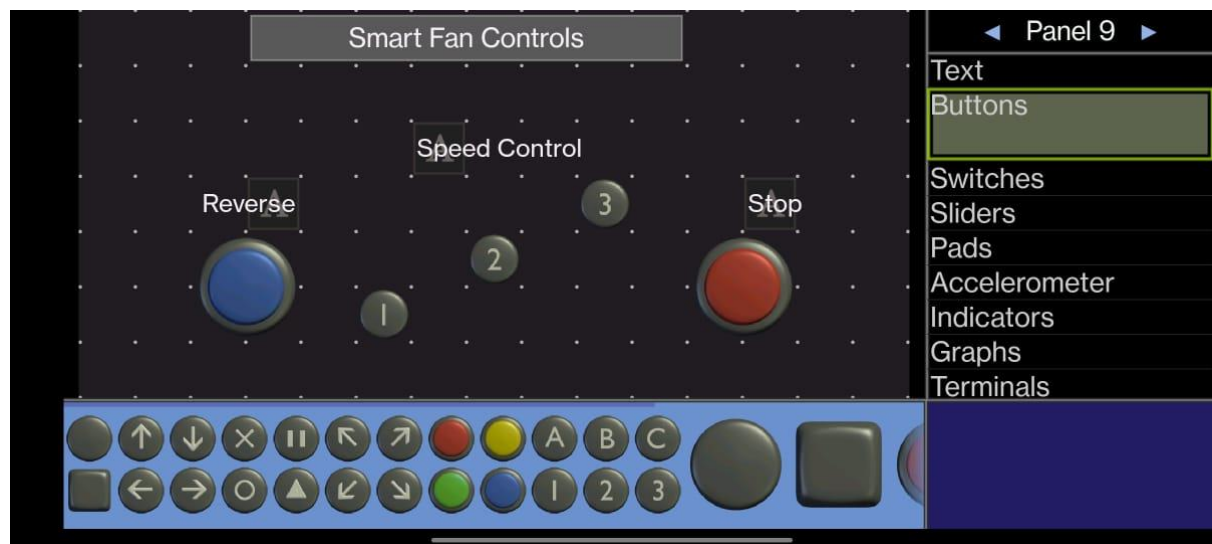 Smart Fan Controls
Speed Control
Reverse
Stop
3
2
1
Panel 9
Text
Buttons
Switches
Sliders
Pads
Accelerometer
Indicators
Graphs
Terminals
A B C
1 2 3